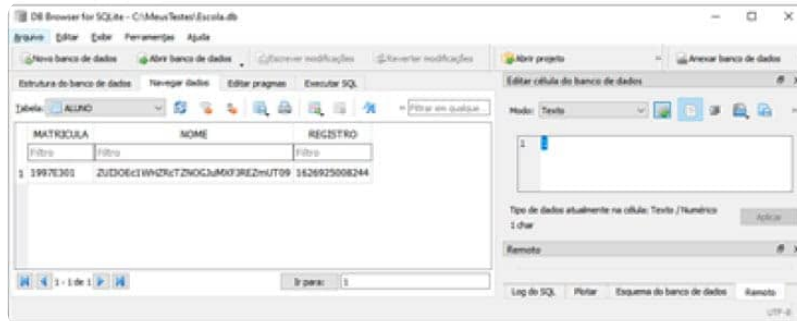 DB Browser for SQLite - C:\MeusTestes\Escola.db
Arquivo Editar Exibir Ferramentas Ajuda
Novo banco de dados Abrir banco de dados Escrever modificações Reverter modificações Abrir projeto Anexar banco de dados
Estrutura do banco de dados Navegar dados Editar pragmas Executar SQL
Tabela: ALUNO Filtrar em qualque...
MATRICULA NOME REGISTRO
Filtro Filtro Filtro
1 1997E301 1626925008244
1 - 1 de 1 Ir para: 1
Editar célula do banco de dados
Modo: Texto
1
Tipo de dados atualmente na célula: Texto / Numérico
1 char
Aplicar
Remoto
Log do SQL Plotar Esquema do banco de dados Remoto
UTF-8